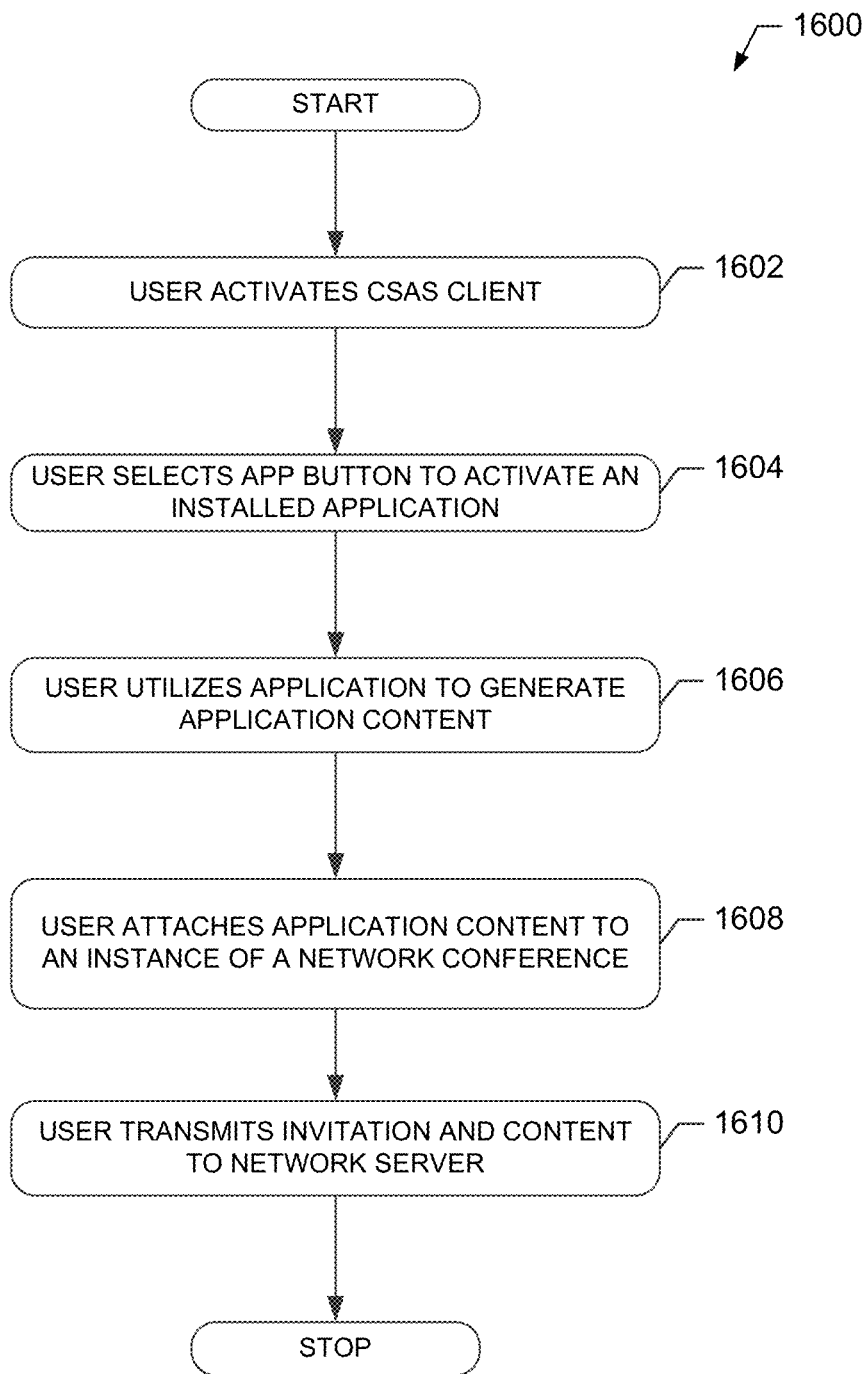 1600
START
USER ACTIVATES CSAS CLIENT
1602
USER SELECTS APP BUTTON TO ACTIVATE AN
INSTALLED APPLICATION
1604
USER UTILIZES APPLICATION TO GENERATE
APPLICATION CONTENT
1606
USER ATTACHES APPLICATION CONTENT TO
AN INSTANCE OF A NETWORK CONFERENCE
1608
USER TRANSMITS INVITATION AND CONTENT
TO NETWORK SERVER
1610
STOP